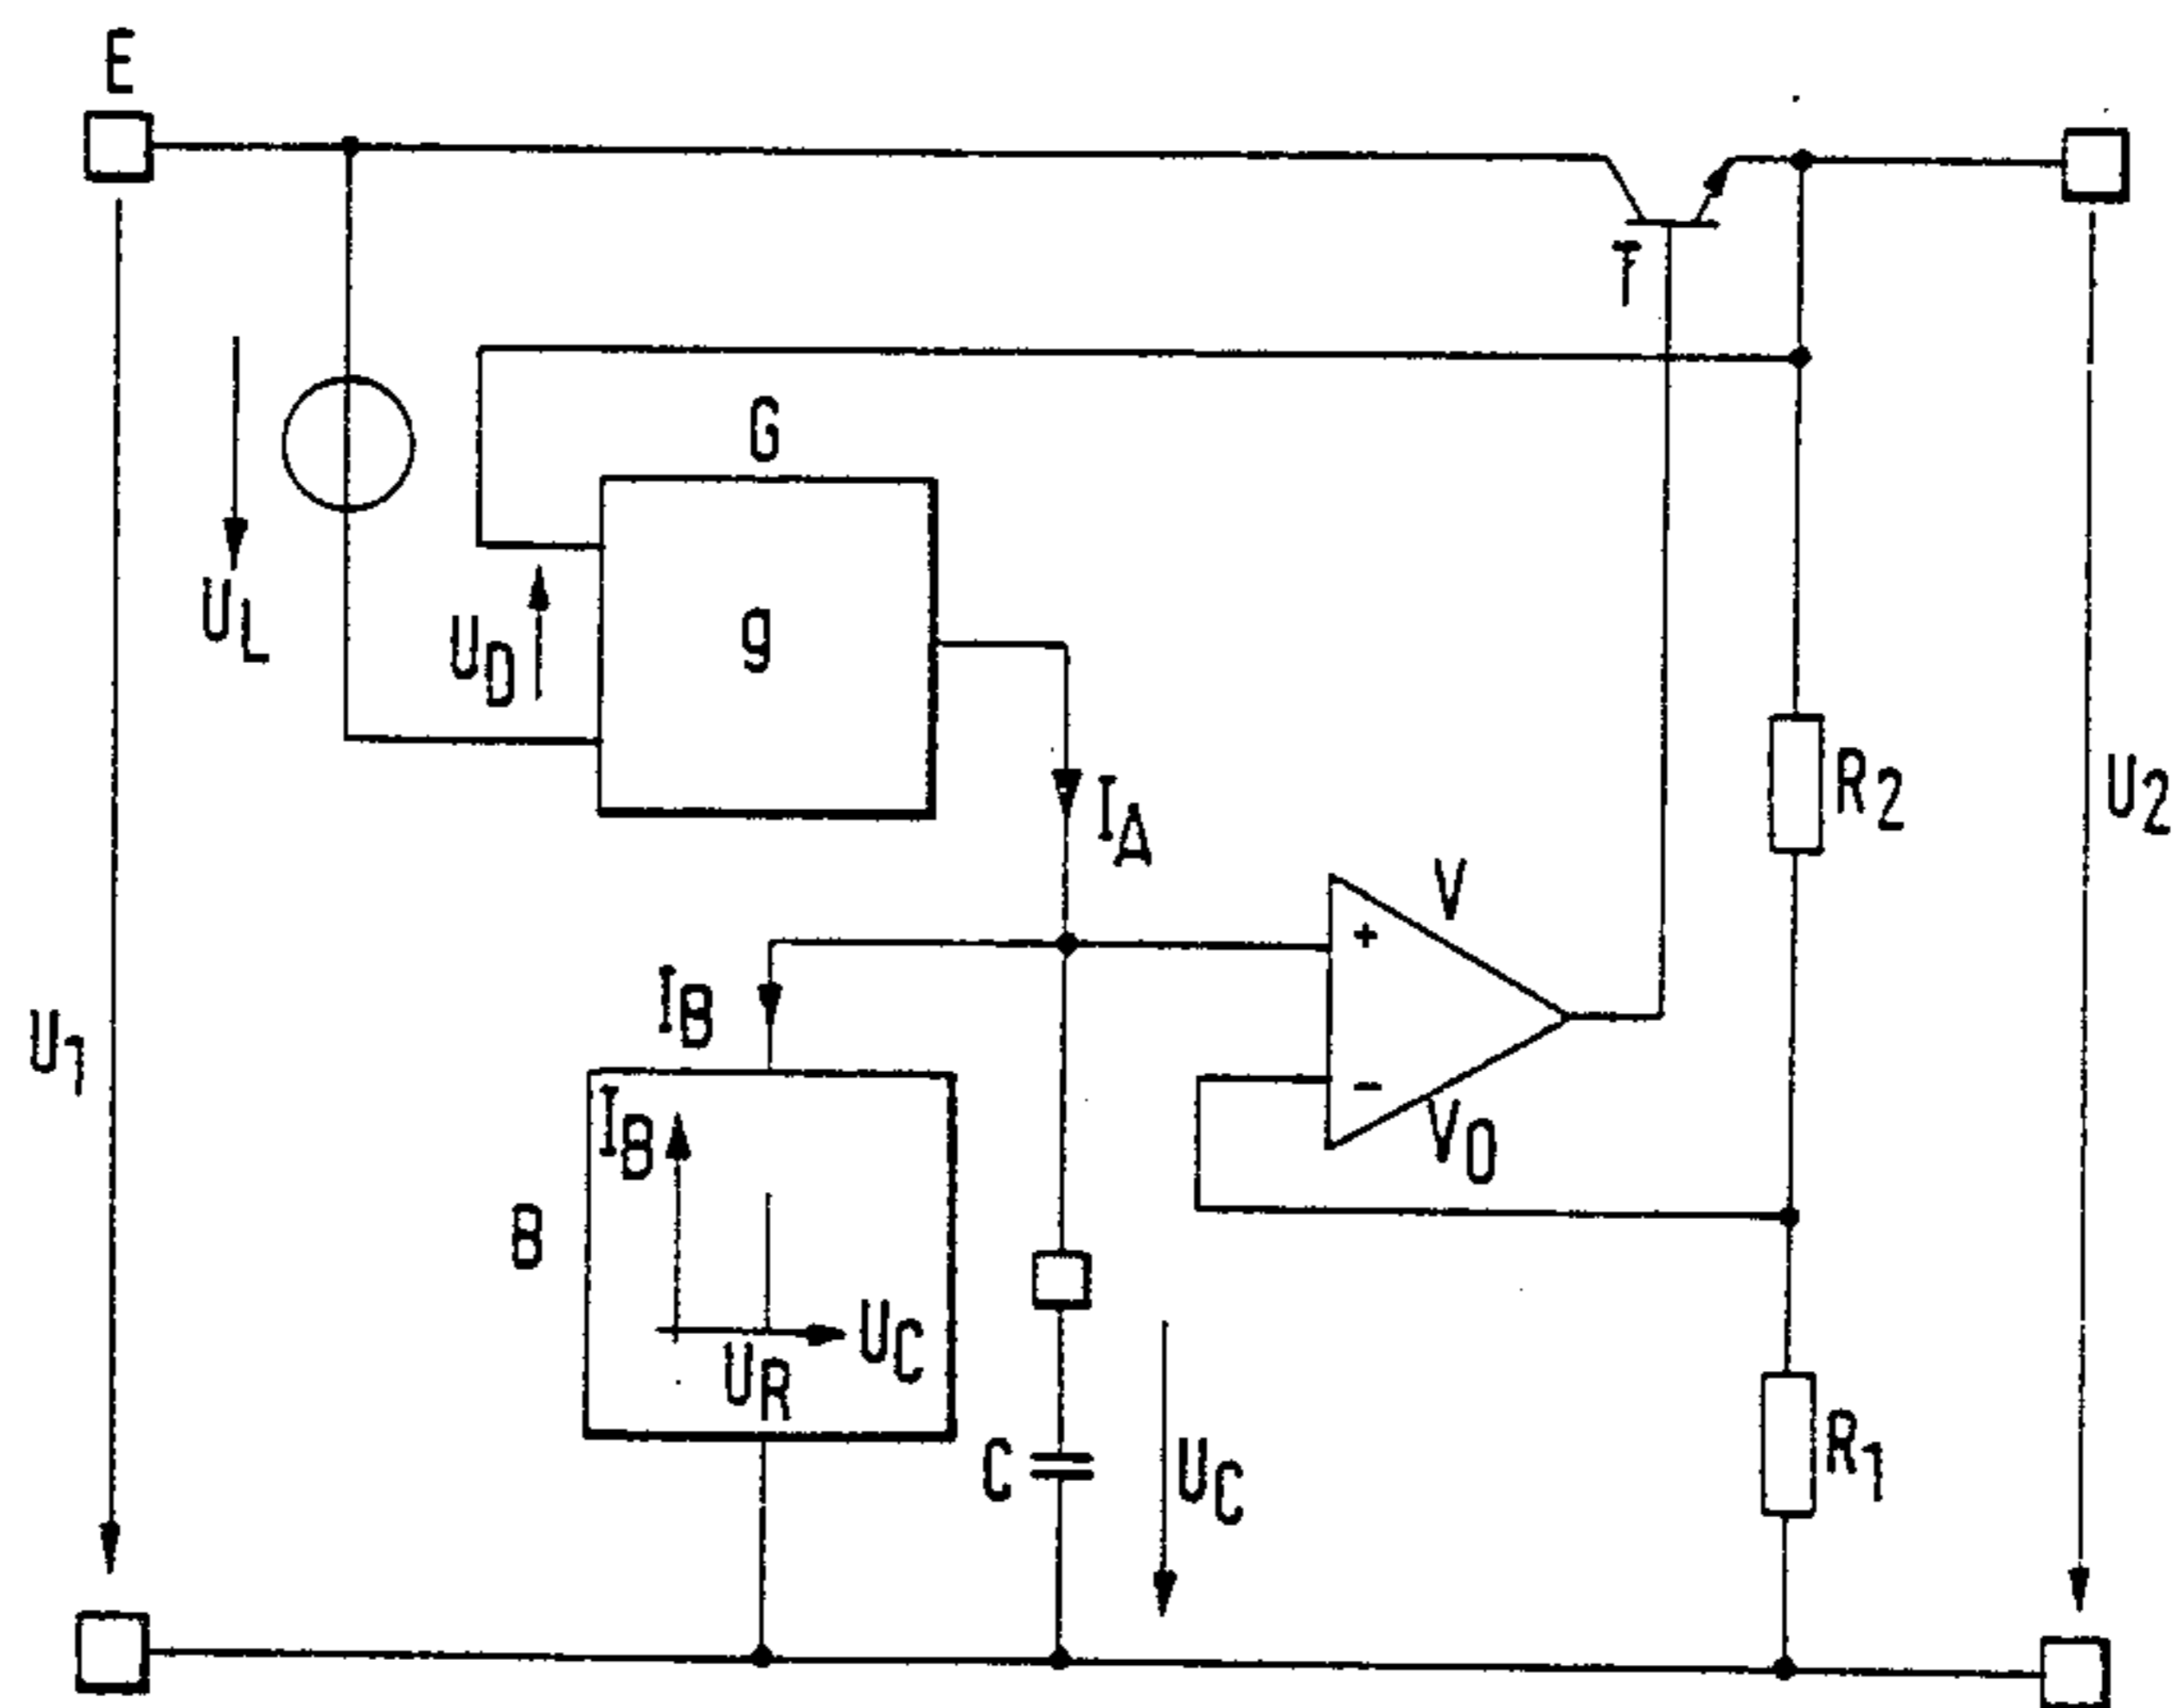 E
T
G
U_L
U_D
g
I_A
R_2
U_2
V
+
I_B
U_1
-
V_0
I_B
B
U_C
U_R
C
U_C
R_1